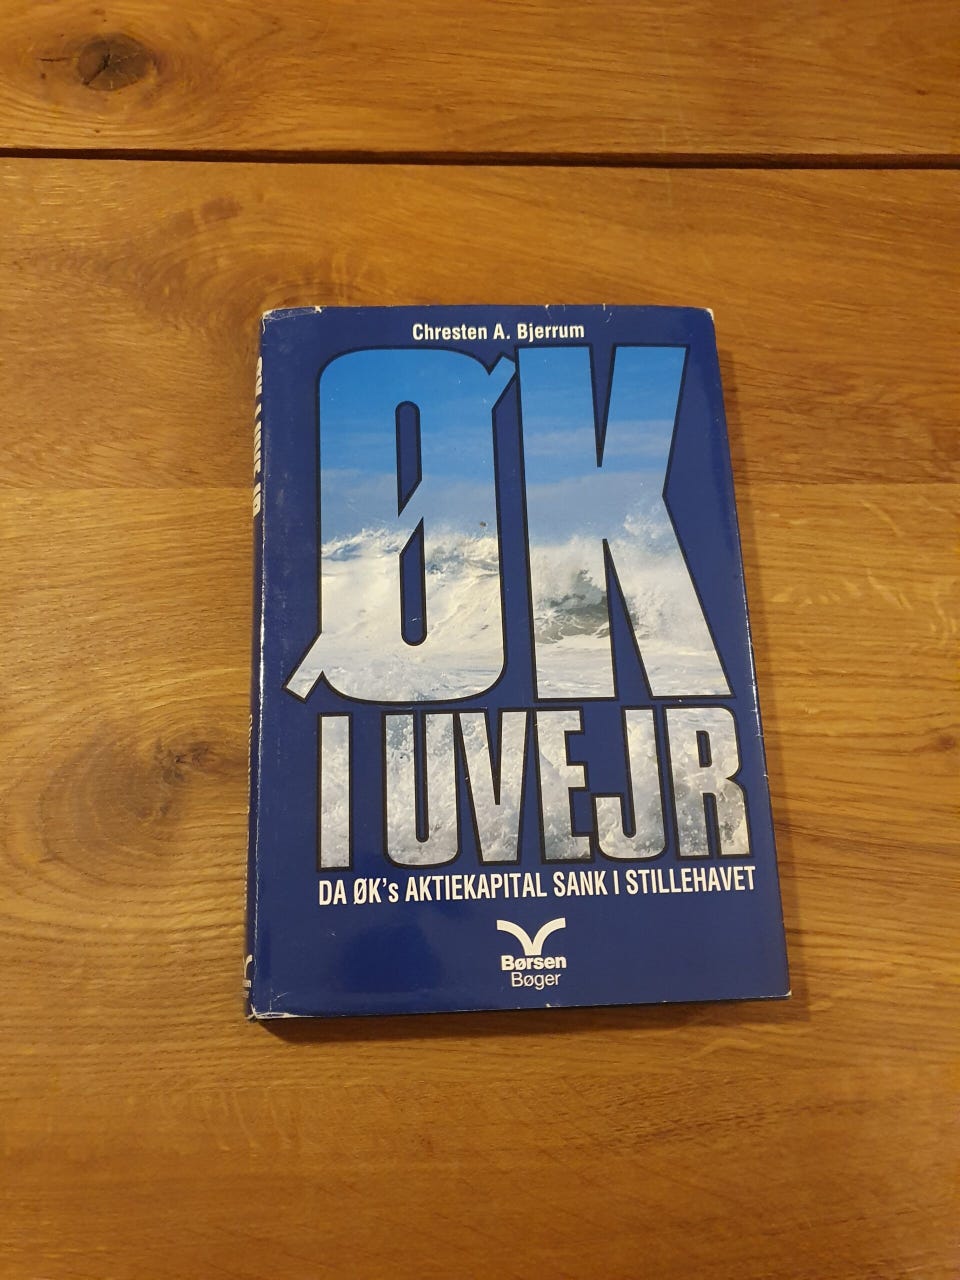 Chresten A. Bjerrum
ØK
I UVEJR
DA ØK's AKTIEKAPITAL SANK I STILLEHAVET
Børsen
Bøger